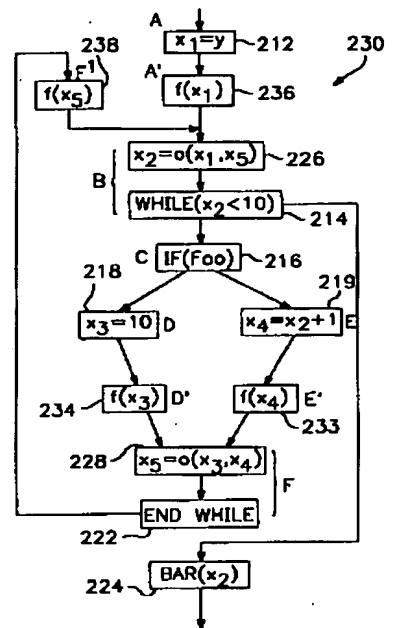 A
x1=y 212
238 230
F1 A'
f(x5) f(x1) 236
x2=o(x1,x5) 226
B
WHILE(x2<10) 214
C IF(Foo) 216
218 219
x3=10 D x4=x2+1 E
f(x3) D' f(x4) E'
234 233
228 x5=o(x3,x4)
F
END WHILE
222
BAR(x2)
224